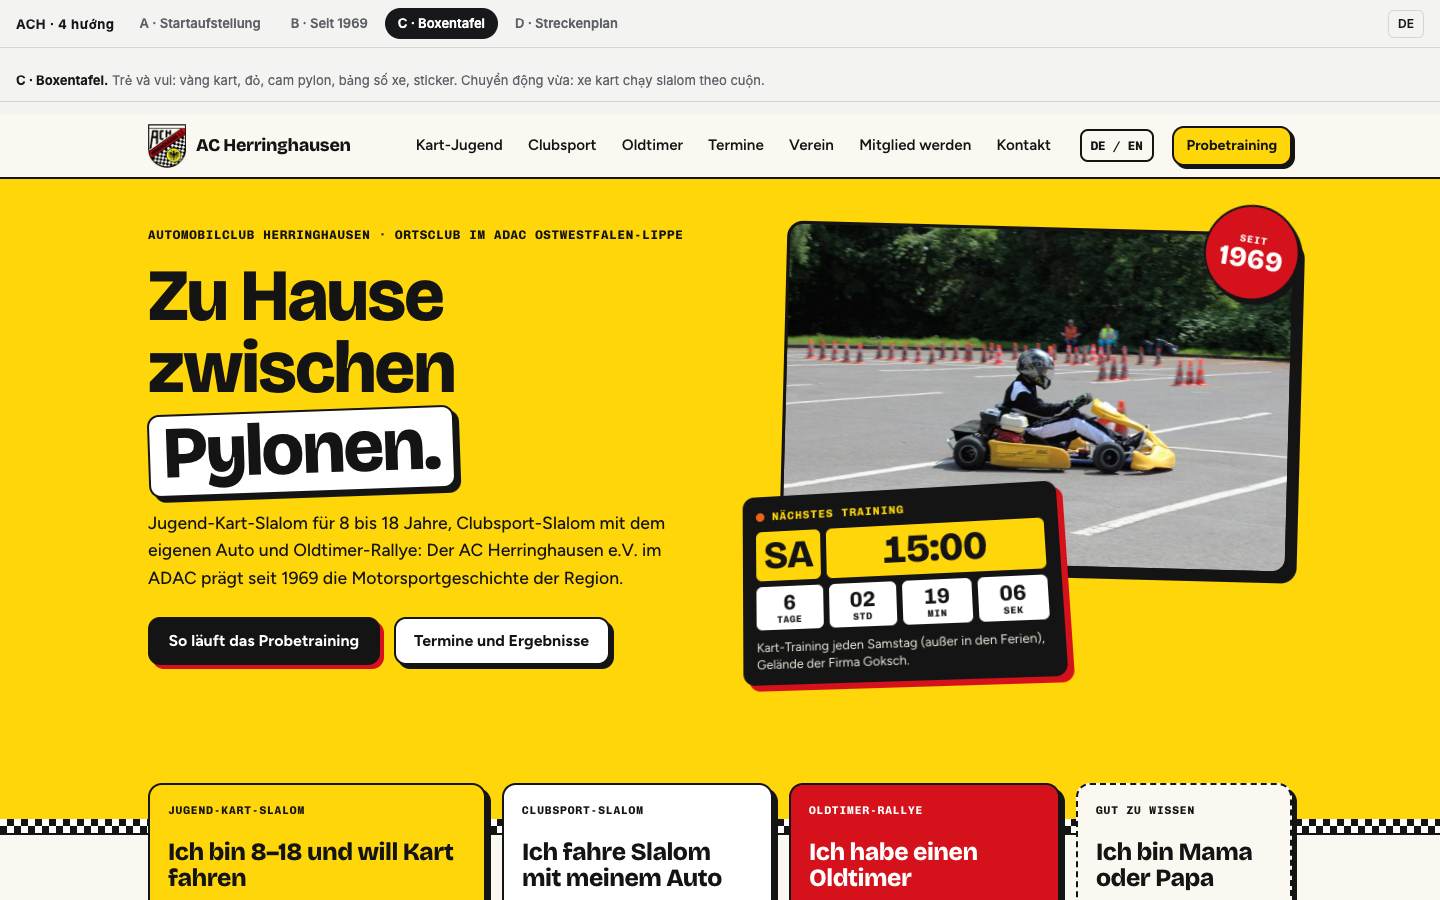 ACH · 4 hướng
A · Startaufstellung
B · Seit 1969
C · Boxentafel
D · Streckenplan
DE
C · Boxentafel. Trẻ và vui: vàng kart, đỏ, cam pylon, bảng số xe, sticker. Chuyển động vừa: xe kart chạy slalom theo cuộn.
ACH
AC Herringhausen
Kart-Jugend
Clubsport
Oldtimer
Termine
Verein
Mitglied werden
Kontakt
DE / EN
Probetraining
AUTOMOBILCLUB HERRINGHAUSEN · ORTSCLUB IM ADAC OSTWESTFALEN-LIPPE
Zu Hause
zwischen
Pylonen.
Jugend-Kart-Slalom für 8 bis 18 Jahre, Clubsport-Slalom mit dem
eigenen Auto und Oldtimer-Rallye: Der AC Herringhausen e.V. im
ADAC prägt seit 1969 die Motorsportgeschichte der Region.
So läuft das Probetraining
Termine und Ergebnisse
SEIT
1969
NÄCHSTES TRAINING
SA
15:00
6
TAGE
02
STD
19
MIN
06
SEK
Kart-Training jeden Samstag (außer in den Ferien),
Gelände der Firma Goksch.
JUGEND-KART-SLALOM
Ich bin 8–18 und will Kart
fahren
CLUBSPORT-SLALOM
Ich fahre Slalom
mit meinem Auto
OLDTIMER-RALLYE
Ich habe einen
Oldtimer
GUT ZU WISSEN
Ich bin Mama
oder Papa